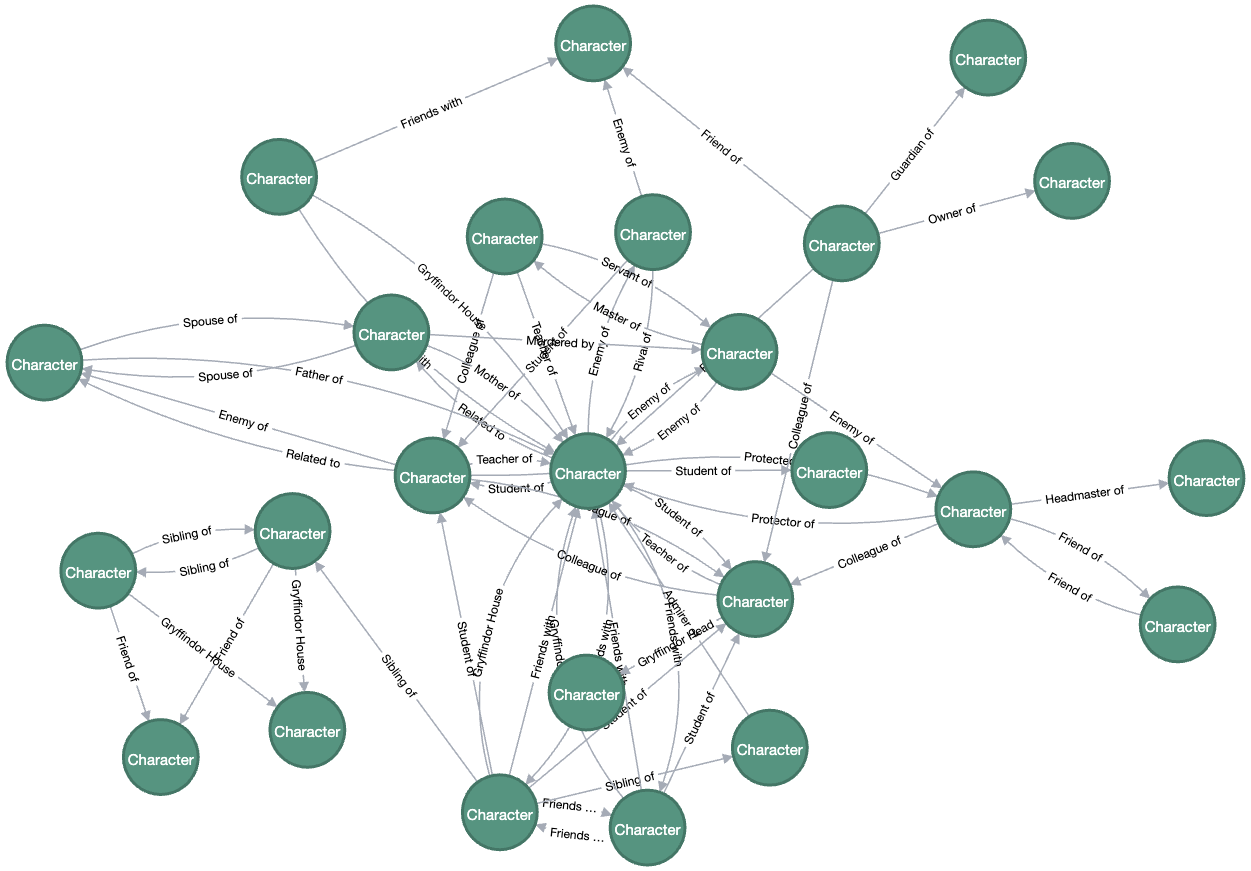 Character
Character
Friends with
Enemy of
Friend of
Guardian of
Character
Character
Owner of
Character
Character
Character
Servant of
Gryffindor House
Master of
Spouse of
Character
Colleague of
Teacher of
Student of
Murdered by
Enemy of
Rival of
Character
Character
Spouse of
Father of
with
Mother of
Enemy of
Enemy of
Colleague of
Enemy of
Related to
Enemy of
Related to
Teacher of
Character
Character
Protected
Student of
Character
Student of
Headmaster of
Character
Character
Student of
Protector of
Sibling of
Character
Sibling of
Character
Colleague of
Teacher of
Colleague of
Friend of
Friend of
Gryffindor House
Gryffindor House
Admirer
Character
Character
Friend of
Gryffindor House
Friend of
Student of
Friends with
Gryffindor
ds with
Friends with
Friends with
Gryffindor Head
Sibling of
Character
Student of
Student of
Character
Character
Character
Sibling of
Friends ...
Character
Friends ...
Character